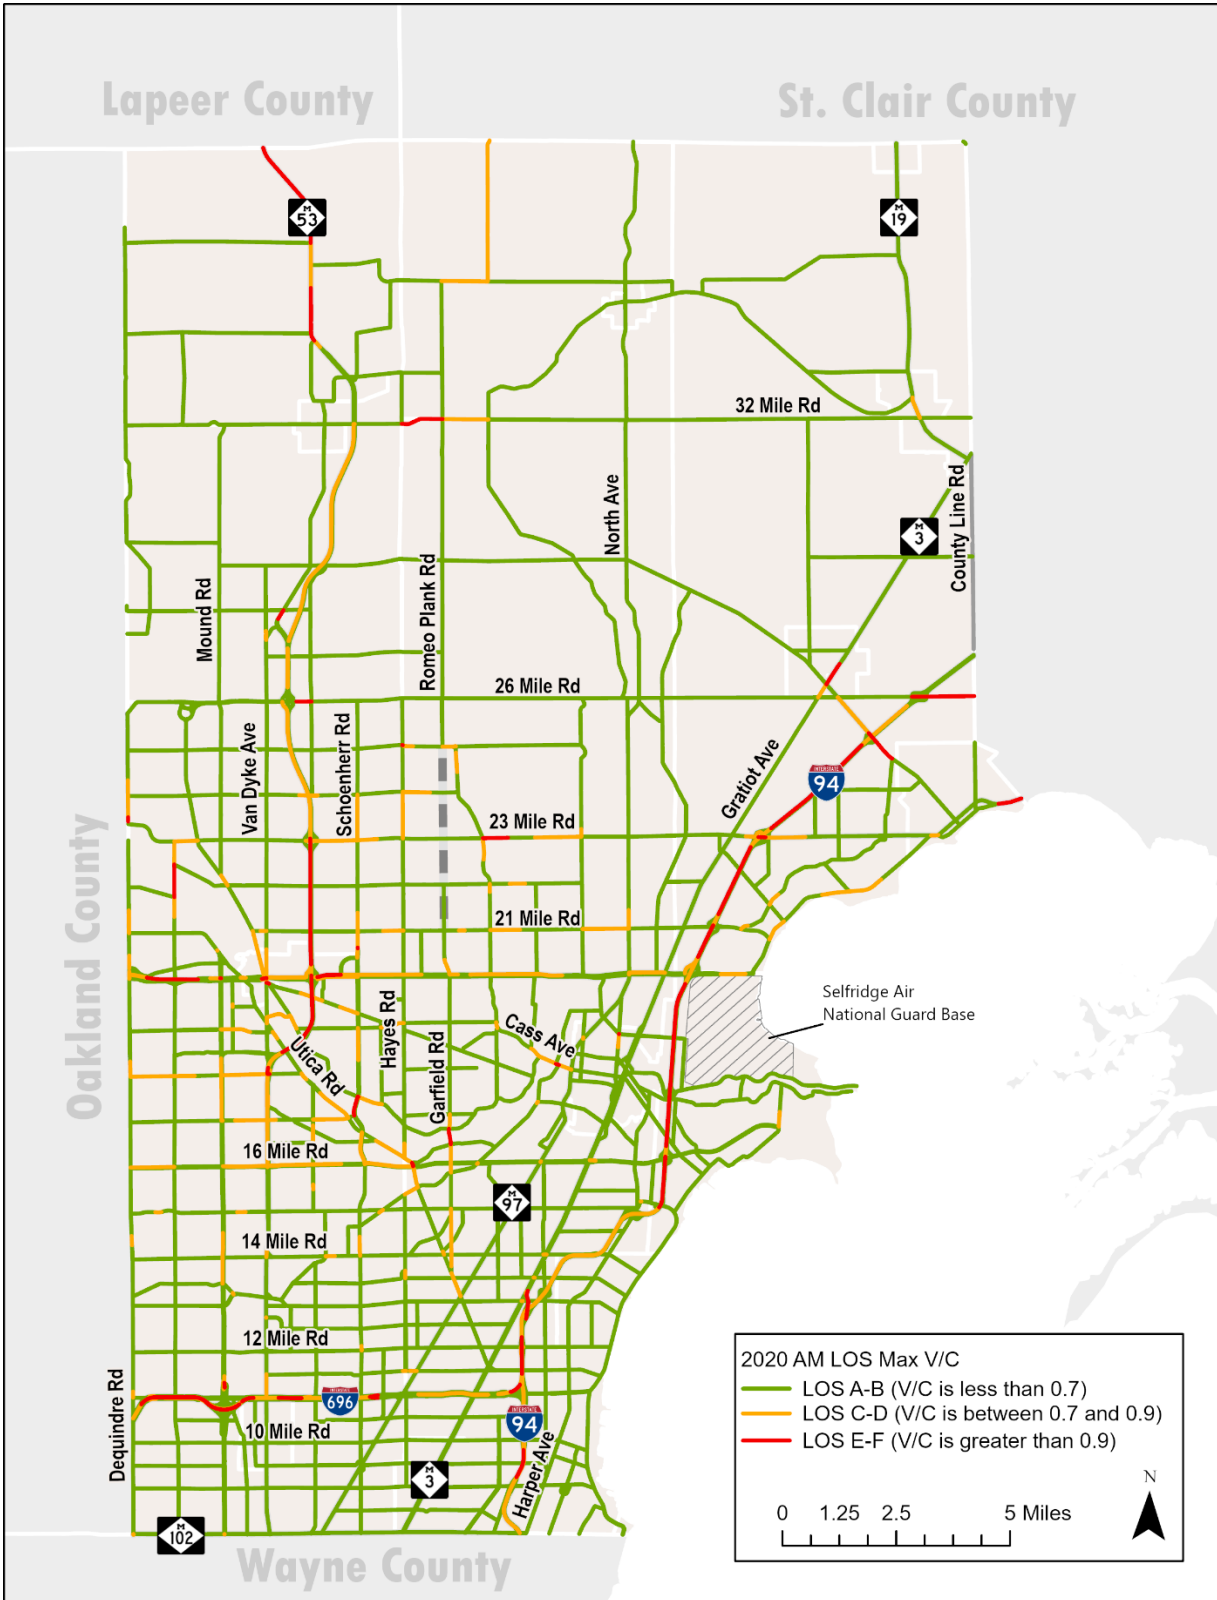 Lapeer County
St. Clair County
M
53
M
19
32 Mile Rd
North Ave
County Line Rd
M
3
Mound Rd
Romeo Plank Rd
26 Mile Rd
Van Dyke Ave
Schoenherr Rd
Gratiot Ave
INTERSTATE
94
23 Mile Rd
Oakland County
21 Mile Rd
Selfridge Air
National Guard Base
Hayes Rd
Cass Ave
Utica Rd
Garfield Rd
16 Mile Rd
M
97
14 Mile Rd
12 Mile Rd
Dequindre Rd
INTERSTATE
696
10 Mile Rd
INTERSTATE
94
Harper Ave
M
3
M
102
Wayne County
2020 AM LOS Max V/C
LOS A-B (V/C is less than 0.7)
LOS C-D (V/C is between 0.7 and 0.9)
LOS E-F (V/C is greater than 0.9)
N
0 1.25 2.5 5 Miles